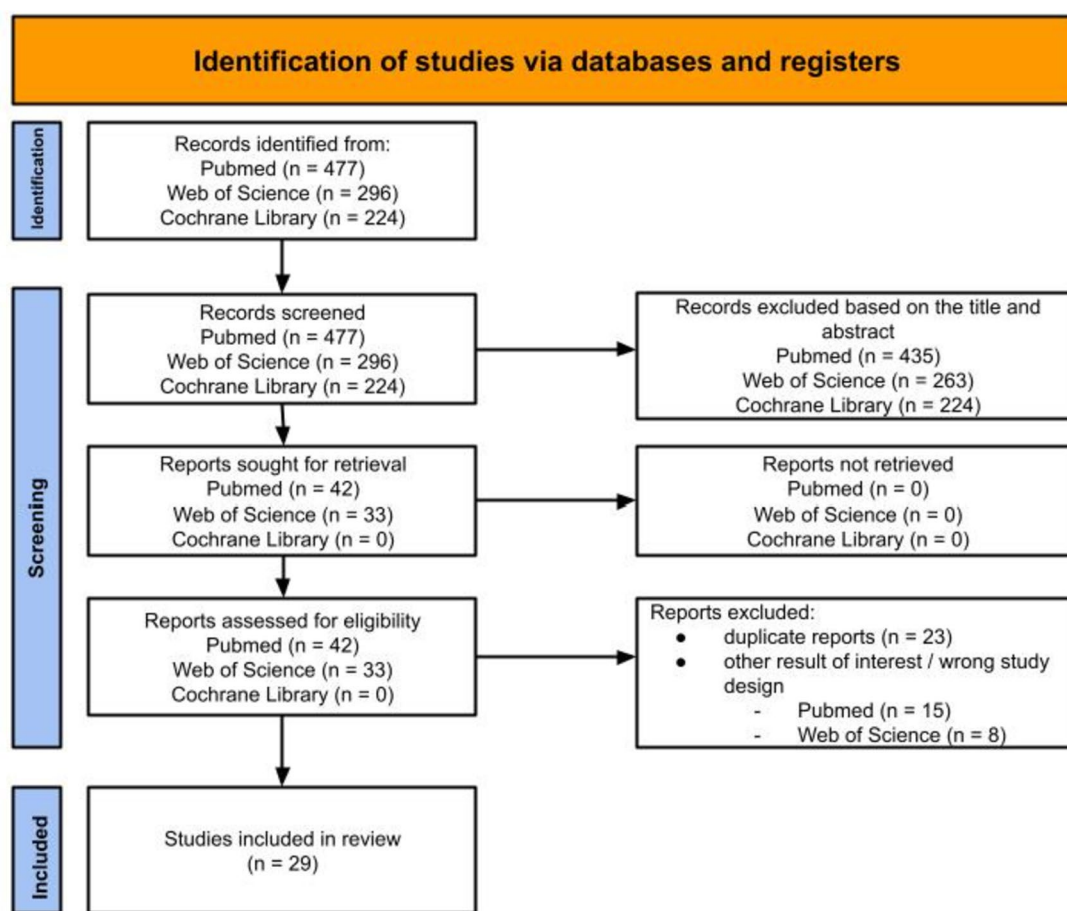 Identification of studies via databases and registers
Identification
Records identified from:
Pubmed (n = 477)
Web of Science (n = 296)
Cochrane Library (n = 224)
Screening
Records screened
Pubmed (n = 477)
Web of Science (n = 296)
Cochrane Library (n = 224)
Records excluded based on the title and
abstract
Pubmed (n = 435)
Web of Science (n = 263)
Cochrane Library (n = 224)
Reports sought for retrieval
Pubmed (n = 42)
Web of Science (n = 33)
Cochrane Library (n = 0)
Reports not retrieved
Pubmed (n = 0)
Web of Science (n = 0)
Cochrane Library (n = 0)
Reports assessed for eligibility
Pubmed (n = 42)
Web of Science (n = 33)
Cochrane Library (n = 0)
Reports excluded:
● duplicate reports (n = 23)
● other result of interest / wrong study
design
- Pubmed (n = 15)
- Web of Science (n = 8)
Included
Studies included in review
(n = 29)